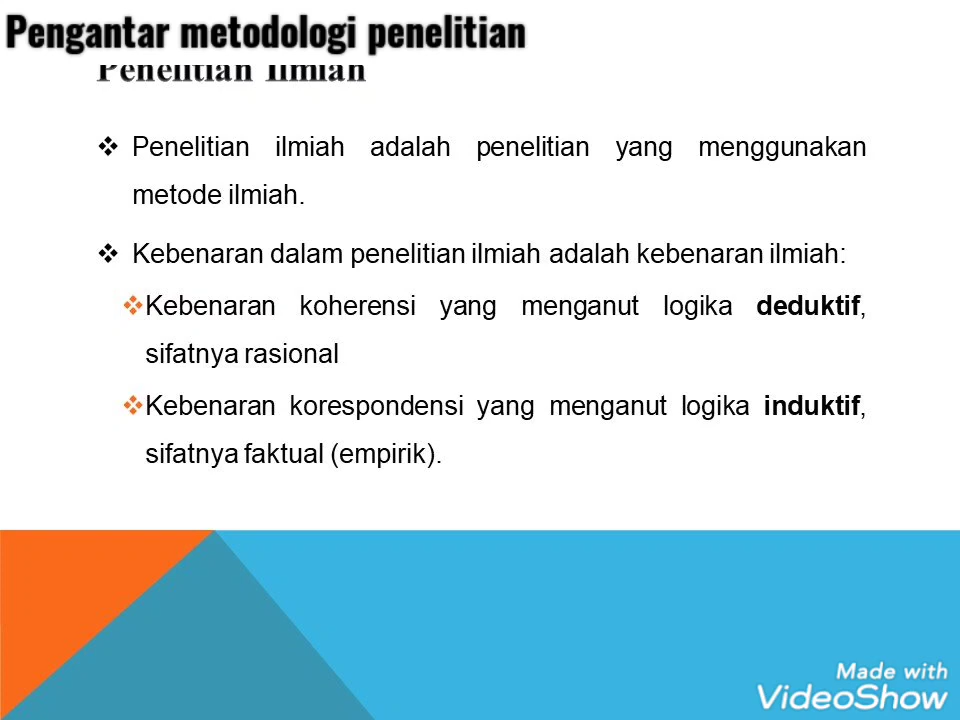 Pengantar metodologi penelitian
Penelitian Ilmiah
Penelitian ilmiah adalah penelitian yang menggunakan
metode ilmiah.
Kebenaran dalam penelitian ilmiah adalah kebenaran ilmiah:
Kebenaran koherensi yang menganut logika deduktif,
sifatnya rasional
Kebenaran korespondensi yang menganut logika induktif,
sifatnya faktual (empirik).
Made with
VideoShow